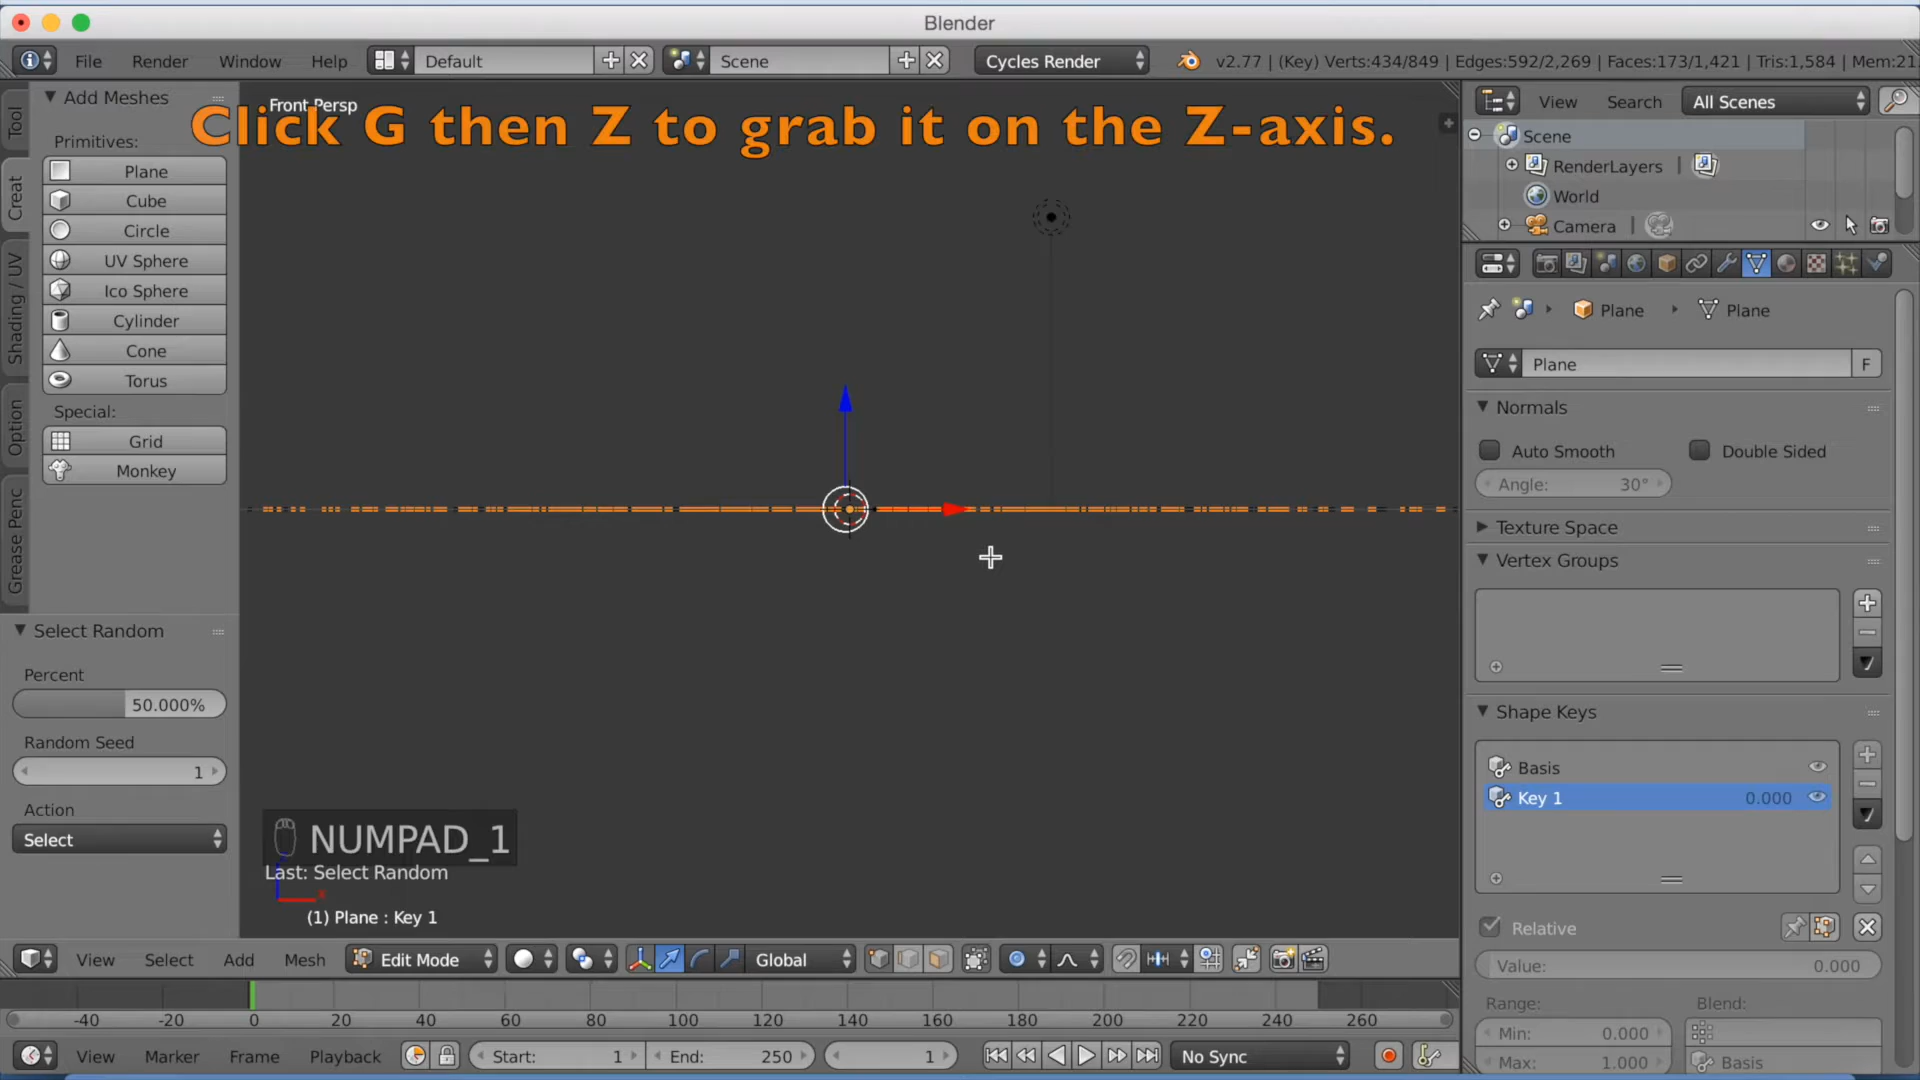 Blender
File Render Window Help Default Scene Cycles Render v2.77 | (Key) Verts:434/849 | Edges:592/2,269 | Faces:173/1,421 | Tris:1,584 | Mem:21.
Add Meshes
Front Persp
Click G then Z to grab it on the Z-axis.
Primitives:
Plane
Cube
Circle
UV Sphere
Ico Sphere
Cylinder
Cone
Torus
Special:
Grid
Monkey
Tool
Creat
Shading / UV
Option
Grease Penc
Select Random
Percent
50.000%
Random Seed
1
Action
Select
NUMPAD_1
Last: Select Random
x
(1) Plane : Key 1
View Search All Scenes
Scene
RenderLayers |
World
Camera |
Plane Plane
Plane F
Normals
Auto Smooth Double Sided
Angle: 30°
Texture Space
Vertex Groups
Shape Keys
Basis
Key 1 0.000
Relative
Value: 0.000
Range: Blend:
Min: 0.000
Max: 1.000 Basis
View Select Add Mesh Edit Mode Global
-40 -20 0 20 40 60 80 100 120 140 160 180 200 220 240 260
View Marker Frame Playback Start: 1 End: 250 1 No Sync